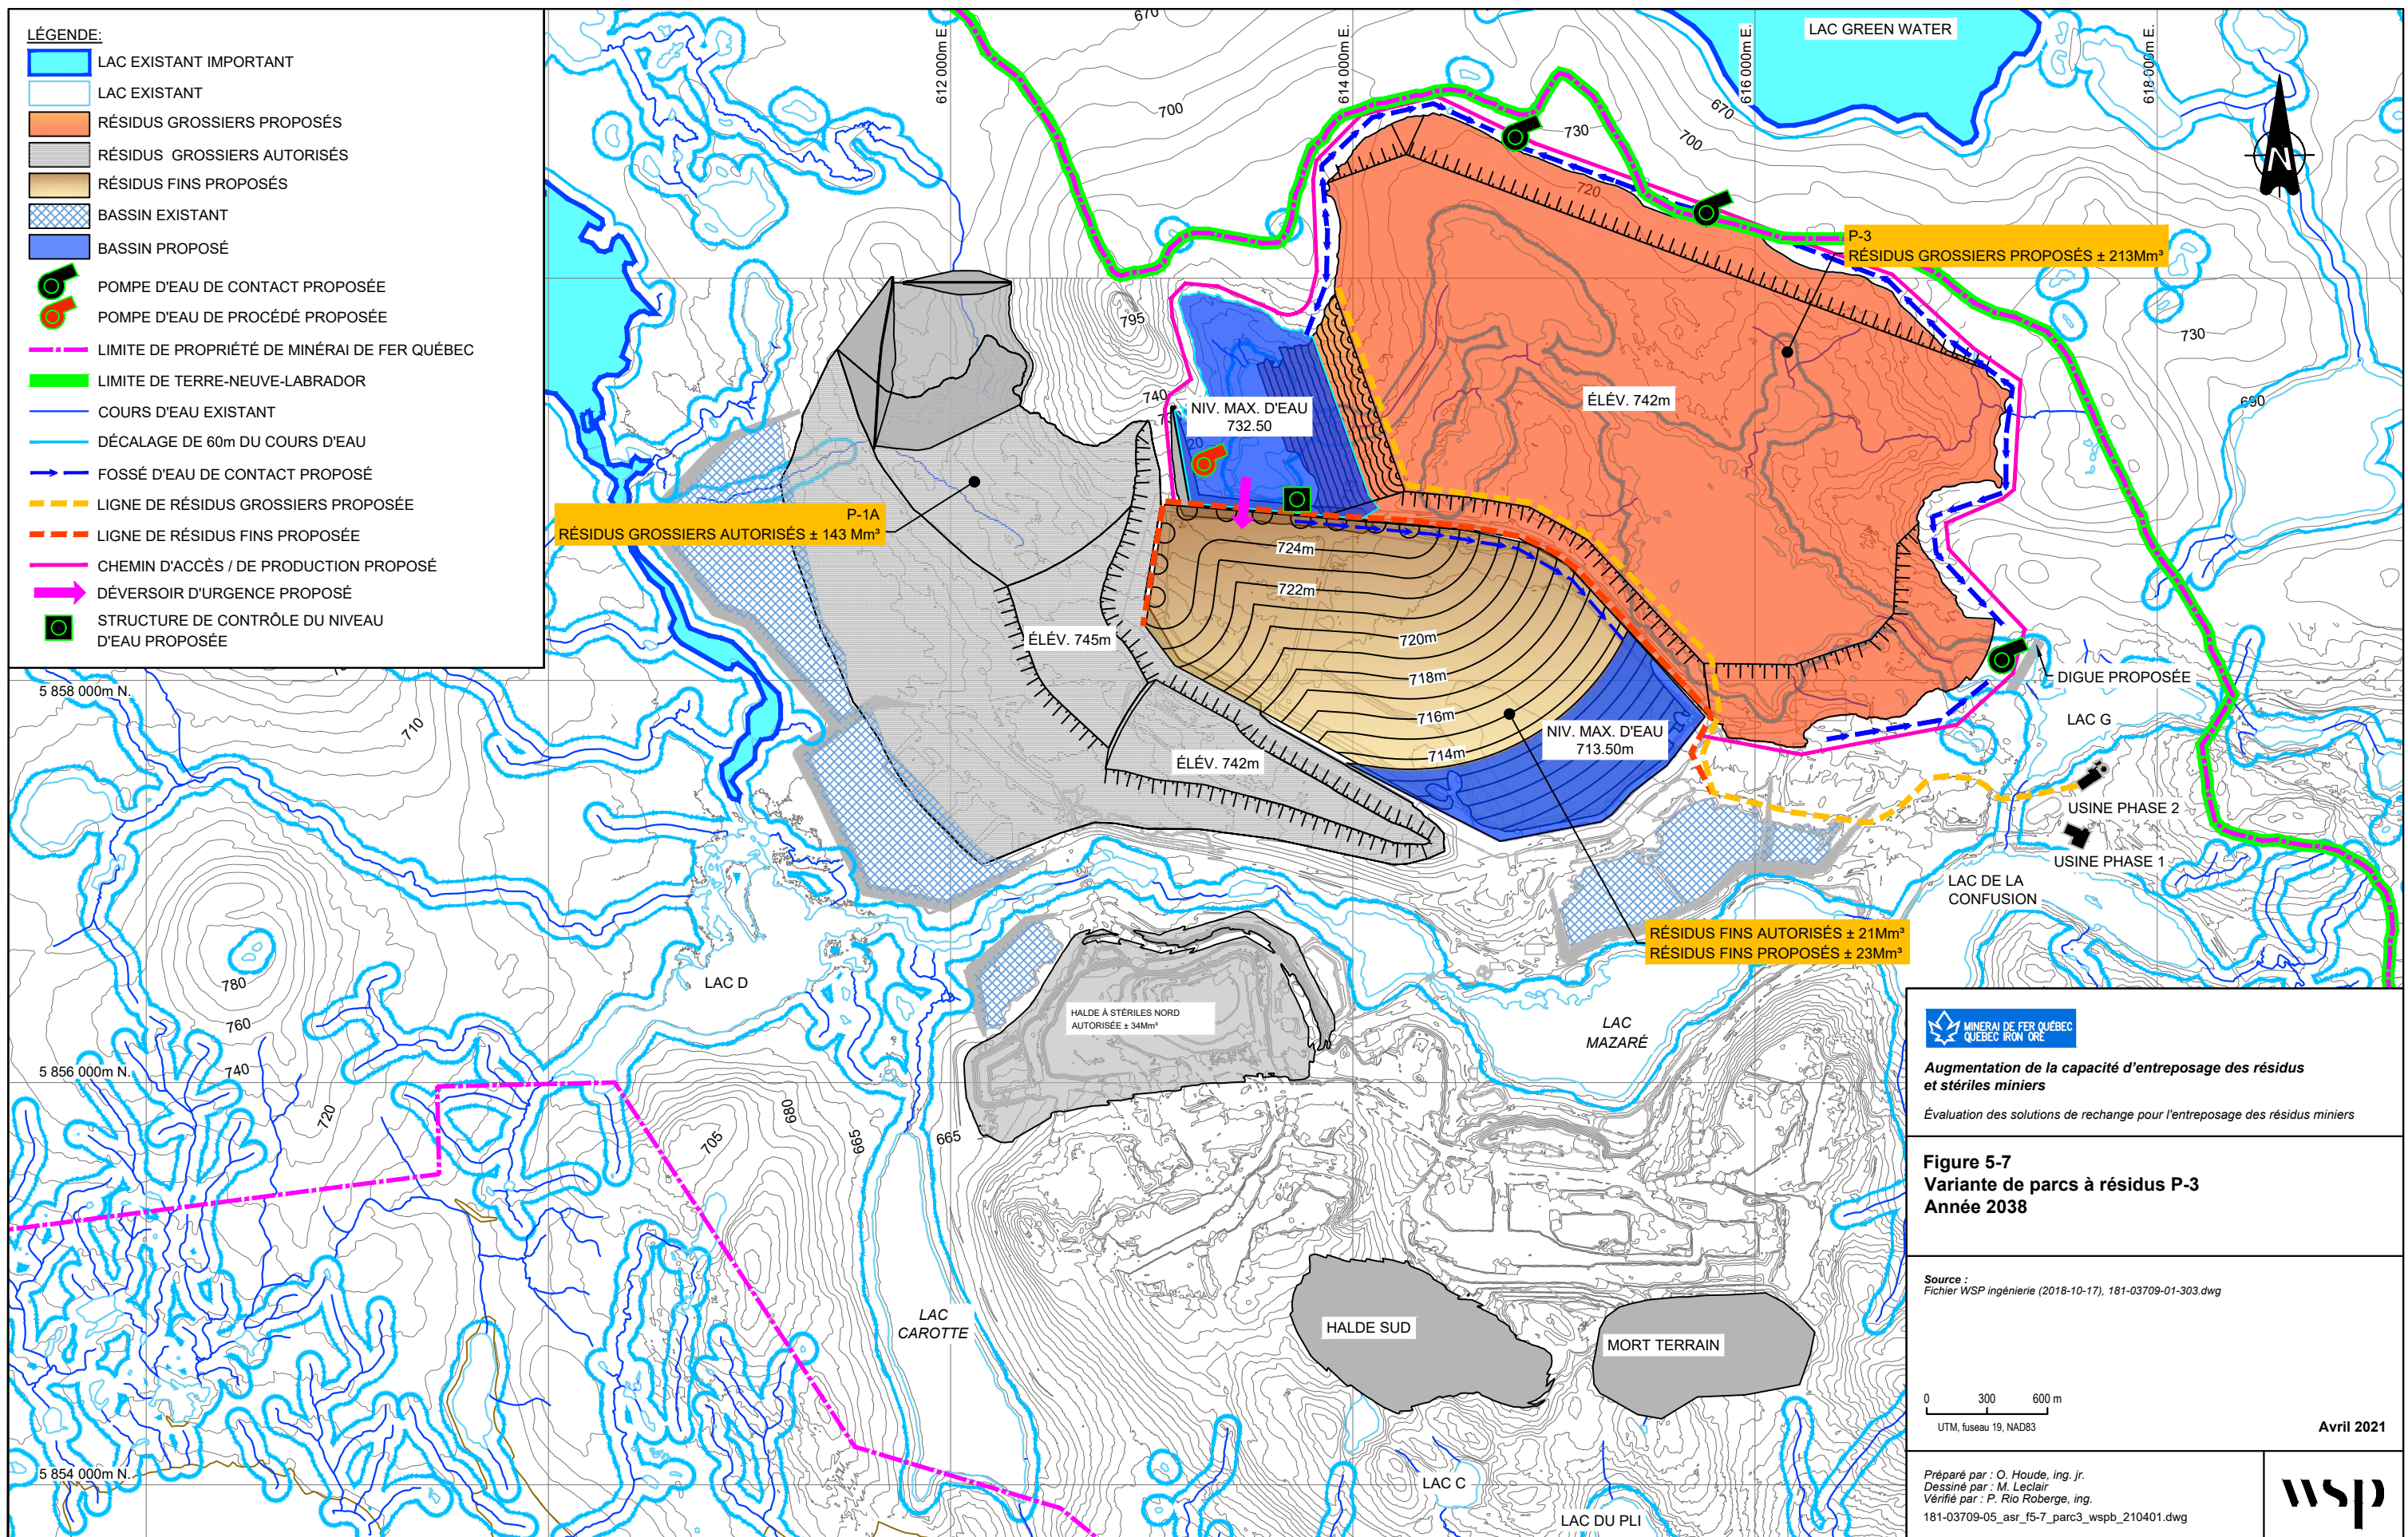 LÉGENDE:
LAC EXISTANT IMPORTANT
LAC EXISTANT
RÉSIDUS GROSSIERS PROPOSÉS
RÉSIDUS GROSSIERS AUTORISÉS
RÉSIDUS FINS PROPOSÉS
BASSIN EXISTANT
BASSIN PROPOSÉ
POMPE D'EAU DE CONTACT PROPOSÉE
POMPE D'EAU DE PROCÉDÉ PROPOSÉE
LIMITE DE PROPRIÉTÉ DE MINÉRAI DE FER QUÉBEC
LIMITE DE TERRE-NEUVE-LABRADOR
COURS D'EAU EXISTANT
DÉCALAGE DE 60m DU COURS D'EAU
FOSSÉ D'EAU DE CONTACT PROPOSÉ
LIGNE DE RÉSIDUS GROSSIERS PROPOSÉE
LIGNE DE RÉSIDUS FINS PROPOSÉE
CHEMIN D'ACCÈS / DE PRODUCTION PROPOSÉ
DÉVERSOIR D'URGENCE PROPOSÉ
STRUCTURE DE CONTRÔLE DU NIVEAU
D'EAU PROPOSÉE
612 000m E.
614 000m E.
616 000m E.
618 000m E.
670
700
LAC GREEN WATER
N
730
700
670
720
P-3
RÉSIDUS GROSSIERS PROPOSÉS ± 213Mm³
795
730
740
690
NIV. MAX. D'EAU
732.50
20
ÉLÉV. 742m
P-1A
RÉSIDUS GROSSIERS AUTORISÉS ± 143 Mm³
724m
722m
720m
718m
716m
714m
ÉLÉV. 745m
ÉLÉV. 742m
NIV. MAX. D'EAU
713.50m
DIGUE PROPOSÉE
LAC G
USINE PHASE 2
USINE PHASE 1
LAC DE LA
CONFUSION
5 858 000m N.
710
RÉSIDUS FINS AUTORISÉS ± 21Mm³
RÉSIDUS FINS PROPOSÉS ± 23Mm³
780
760
740
720
LAC D
HALDE À STÉRILES NORD
AUTORISÉE ± 34Mm³
LAC
MAZARÉ
5 856 000m N.
705
680
665
665
LAC
CAROTTE
HALDE SUD
MORT TERRAIN
5 854 000m N.
LAC C
LAC DU PLI
MINERAI DE FER QUÉBEC
QUEBEC IRON ORE
Augmentation de la capacité d'entreposage des résidus
et stériles miniers
Évaluation des solutions de rechange pour l'entreposage des résidus miniers
Figure 5-7
Variante de parcs à résidus P-3
Année 2038
Source :
Fichier WSP ingénierie (2018-10-17), 181-03709-01-303.dwg
0 300 600 m
UTM, fuseau 19, NAD83
Avril 2021
Préparé par : O. Houde, ing. jr.
Dessiné par : M. Leclair
Vérifié par : P. Rio Roberge, ing.
181-03709-05_asr_f5-7_parc3_wspb_210401.dwg
wsp